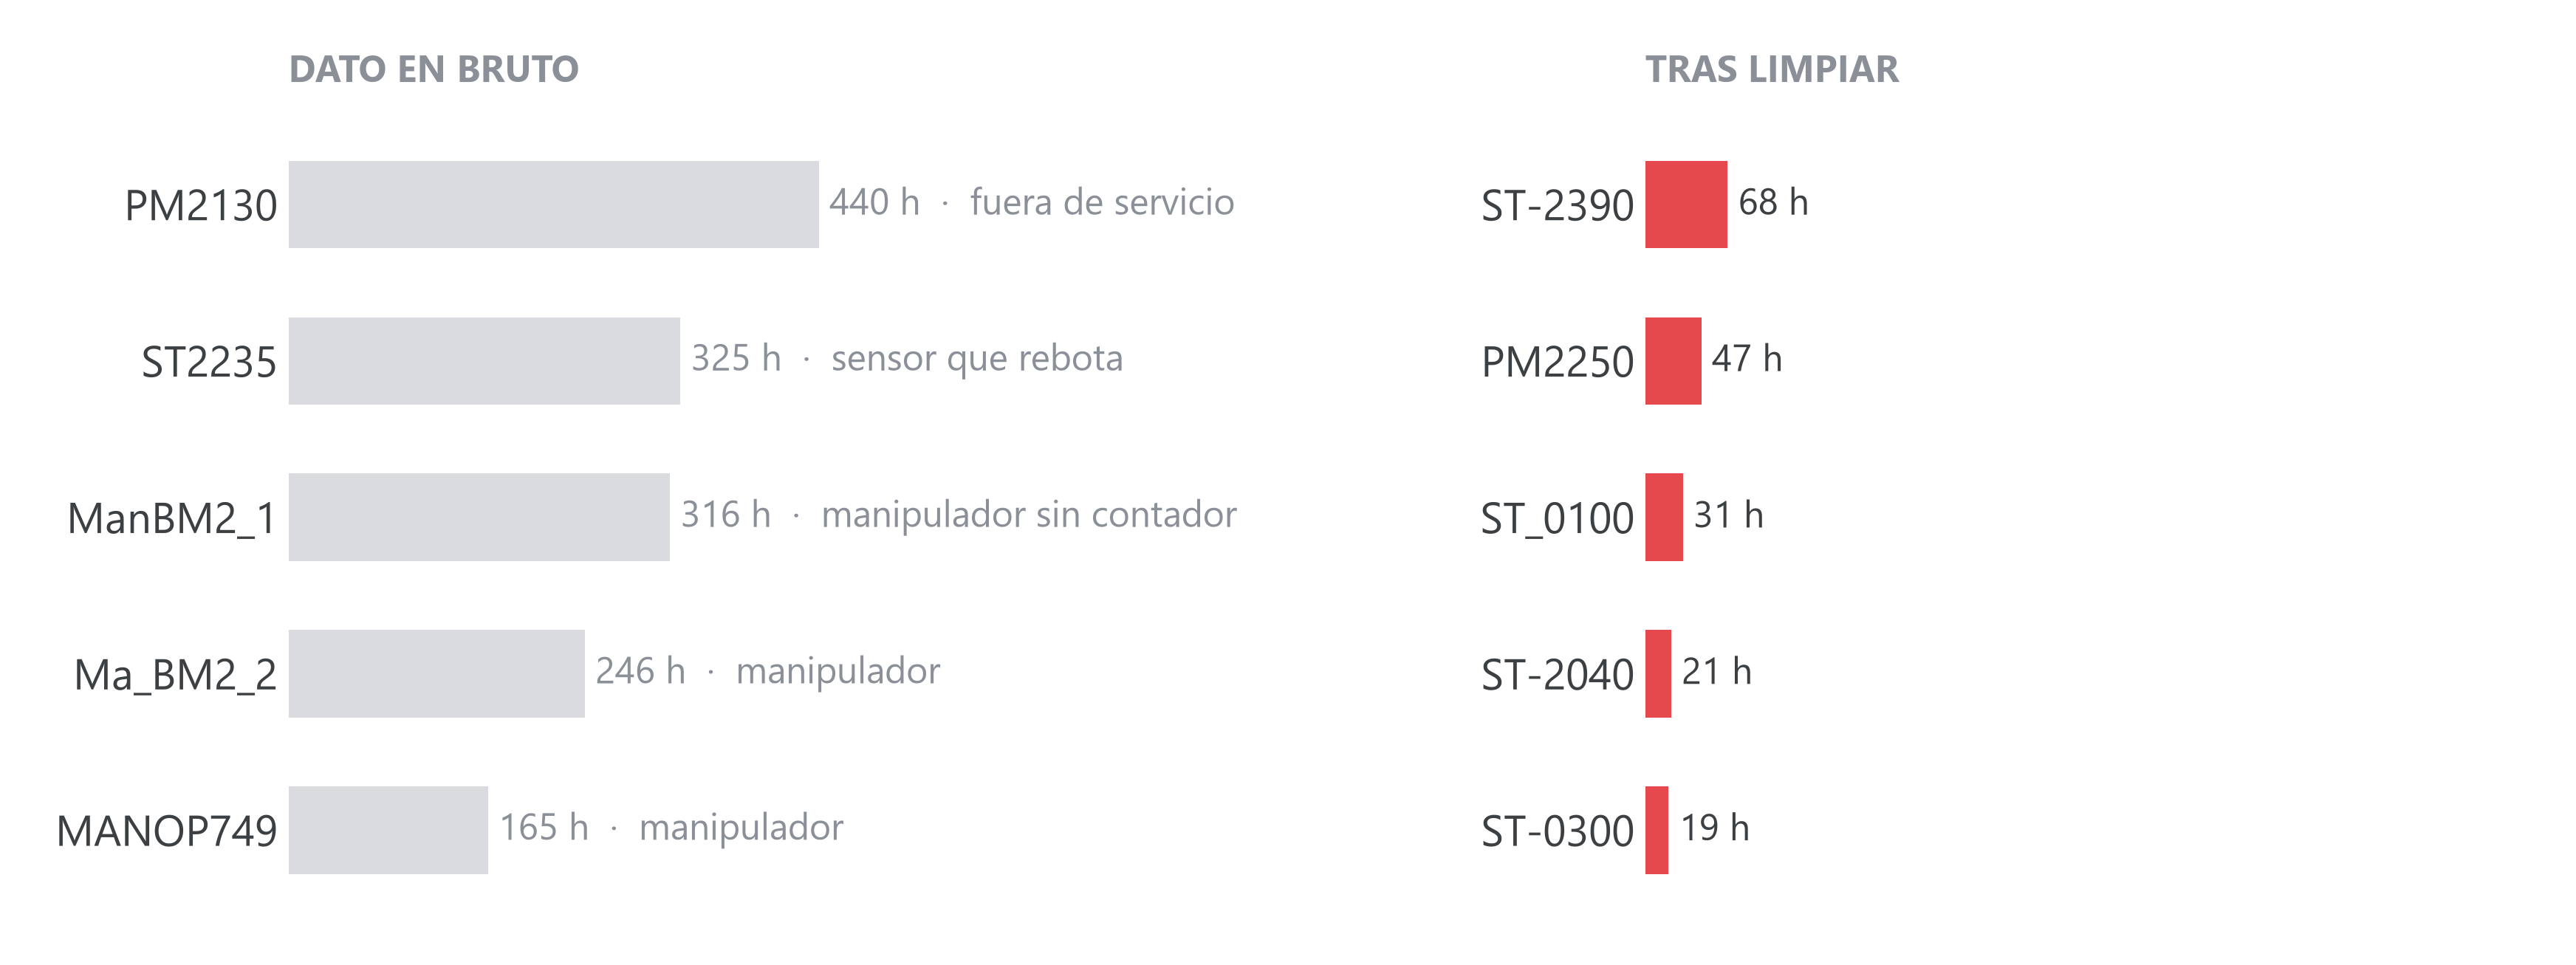 DATO EN BRUTO
PM2130 440 h · fuera de servicio
ST2235 325 h · sensor que rebota
ManBM2_1 316 h · manipulador sin contador
Ma_BM2_2 246 h · manipulador
MANOP749 165 h · manipulador
TRAS LIMPIAR
ST-2390 68 h
PM2250 47 h
ST_0100 31 h
ST-2040 21 h
ST-0300 19 h